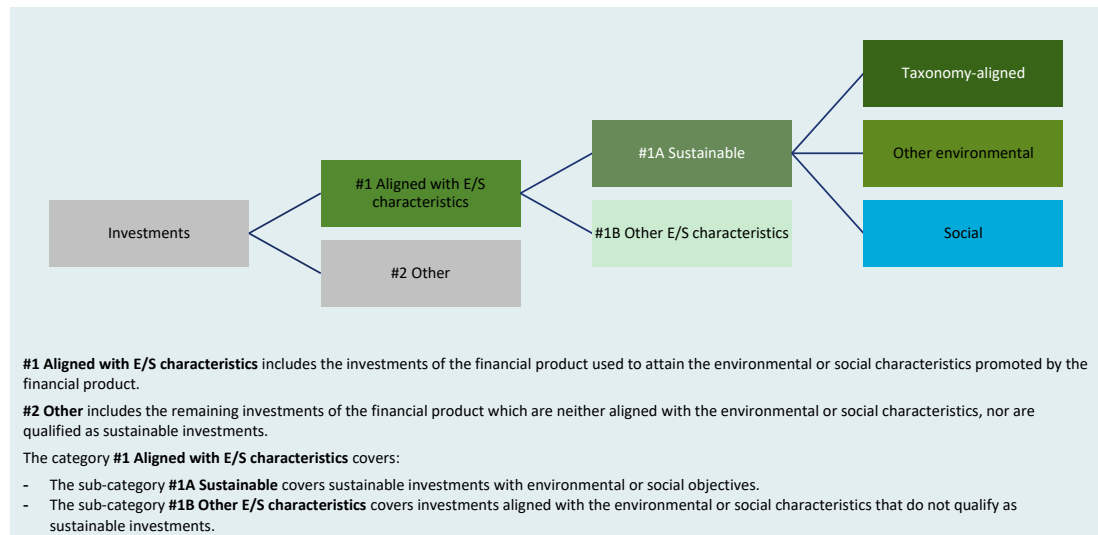 Taxonomy-aligned
#1A Sustainable
Other environmental
#1 Aligned with E/S
characteristics
Investments
#1B Other E/S characteristics
Social
#2 Other
#1 Aligned with E/S characteristics includes the investments of the financial product used to attain the environmental or social characteristics promoted by the
financial product.
#2 Other includes the remaining investments of the financial product which are neither aligned with the environmental or social characteristics, nor are
qualified as sustainable investments.
The category #1 Aligned with E/S characteristics covers:
- The sub-category #1A Sustainable covers sustainable investments with environmental or social objectives.
- The sub-category #1B Other E/S characteristics covers investments aligned with the environmental or social characteristics that do not qualify as
sustainable investments.